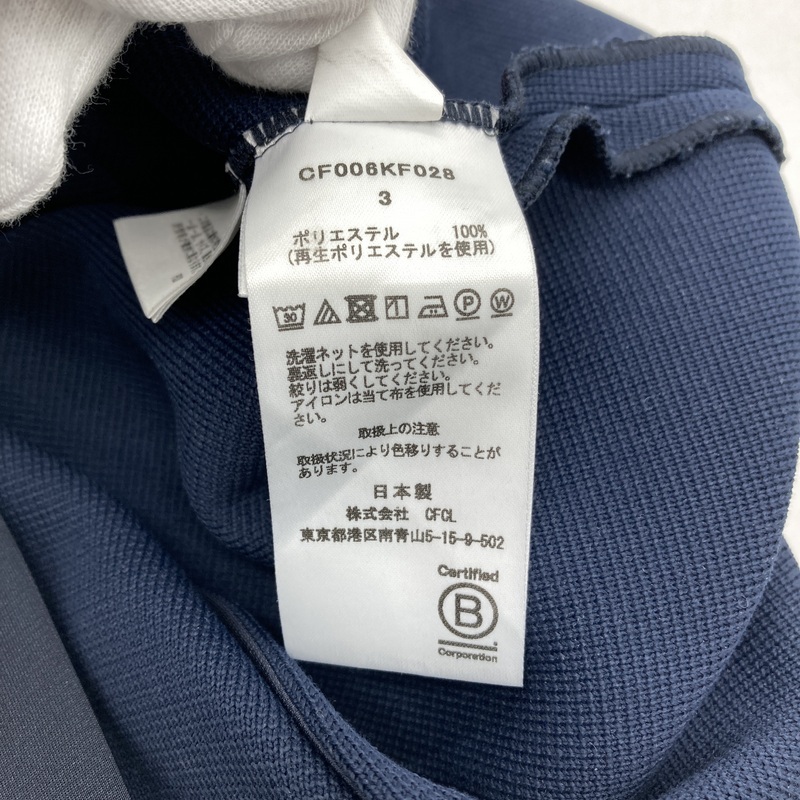 CF006KF028
3
ポリエステル 100%
(再生ポリエステルを使用)
30 P W
洗濯ネットを使用してください。
裏返しにして洗ってください。
絞りは弱くしてください。
アイロンは当て布を使用してくだ
さい。
取扱上の注意
取扱状況により色移りすることが
あります。
日本製
株式会社 CFCL
東京都港区南青山5-15-9-502
Certified
B
Corporation